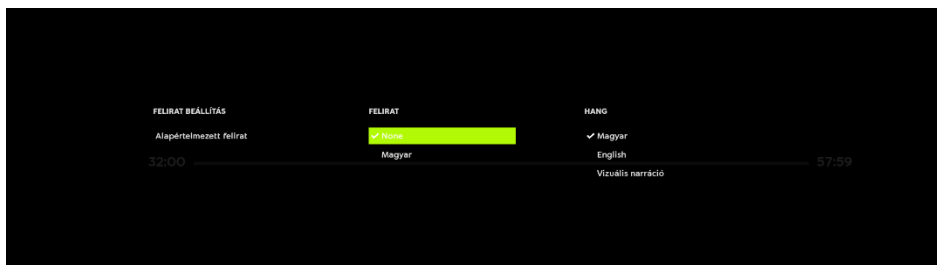 FELIRAT BEÁLLÍTÁS
Alapértelmezett felirat
FELIRAT
✓ None
Magyar
HANG
✓ Magyar
English
Vizuális narráció
32:00
57:59